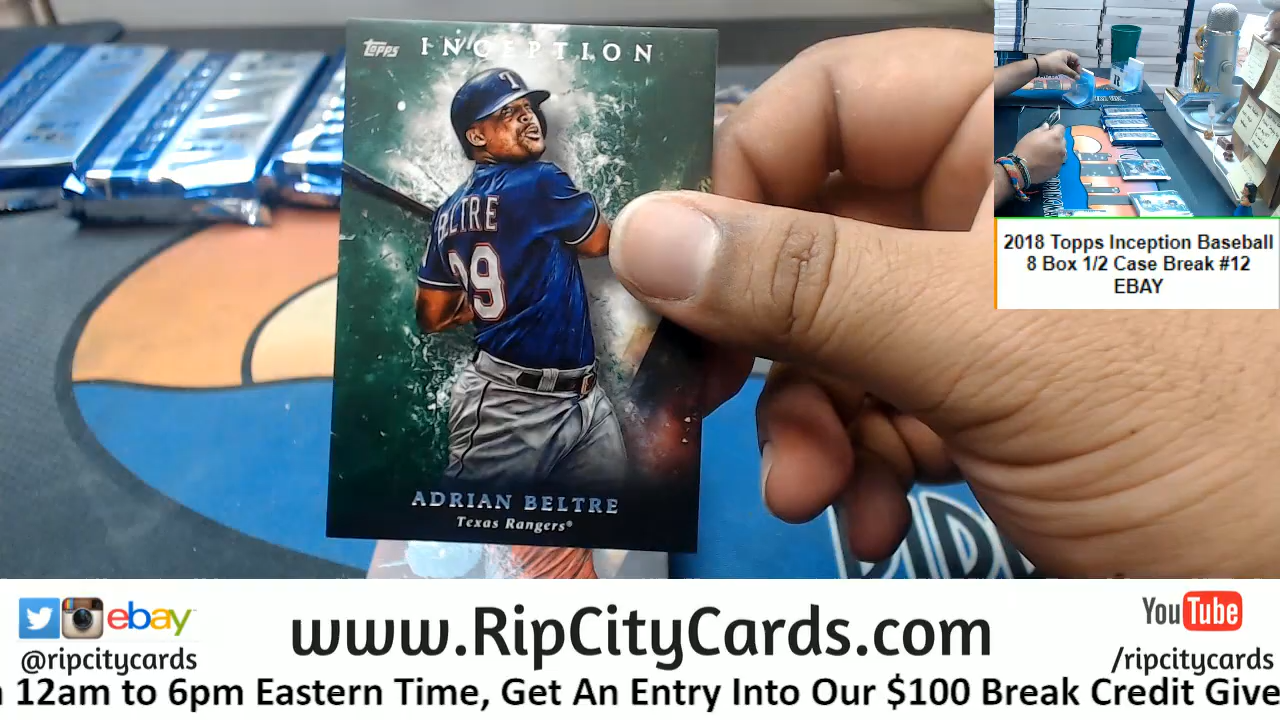 topps INCEPTION
T
BELTRE
29
ADRIAN BELTRE
Texas Rangers®
2018 Topps Inception Baseball
8 Box 1/2 Case Break #12
EBAY
ebay
@ripcitycards
www.RipCityCards.com
YouTube
/ripcitycards
12am to 6pm Eastern Time, Get An Entry Into Our $100 Break Credit Give